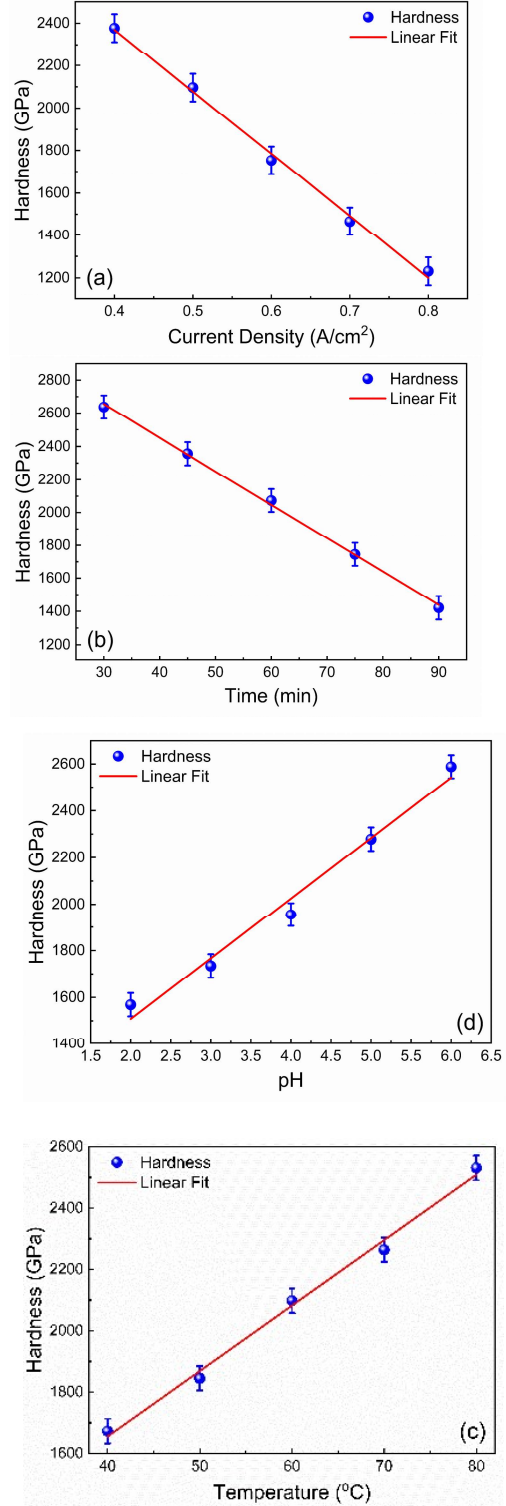 2400
2200
2000
1800
1600
1400
1200
Hardness (GPa)
Hardness
Linear Fit
(a)
0.4 0.5 0.6 0.7 0.8
Current Density (A/cm²)
2800
2600
2400
2200
2000
1800
1600
1400
1200
Hardness (GPa)
Hardness
Linear Fit
(b)
30 40 50 60 70 80 90
Time (min)
2600
2400
2200
2000
1800
1600
1400
Hardness (GPa)
Hardness
Linear Fit
(d)
1.5 2.0 2.5 3.0 3.5 4.0 4.5 5.0 5.5 6.0 6.5
pH
2600
2400
2200
2000
1800
1600
Hardness (GPa)
Hardness
Linear Fit
(c)
40 50 60 70 80
Temperature (⁰C)